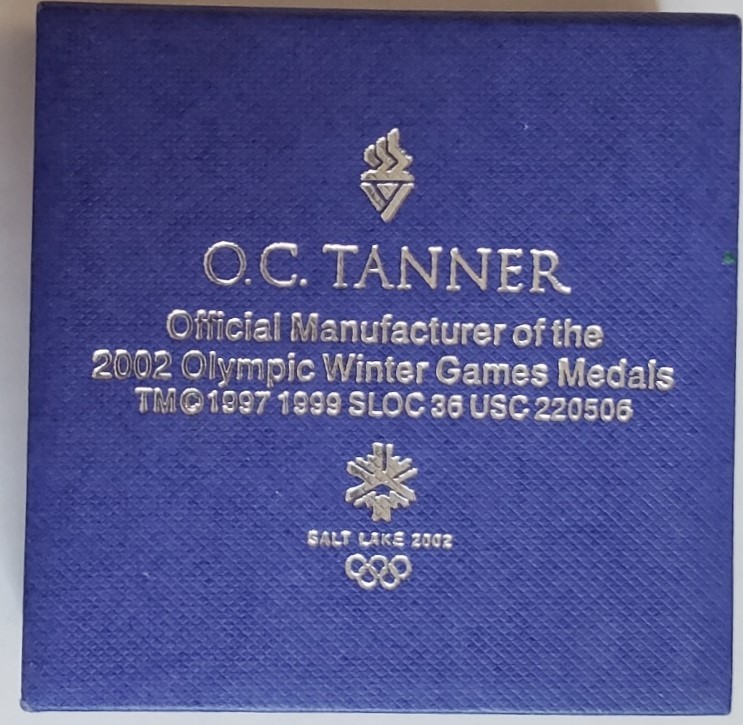 O.C. TANNER
Official Manufacturer of the
2002 Olympic Winter Games Medals
TM©1997 1999 SLOC 36 USC 220506
SALT LAKE 2002